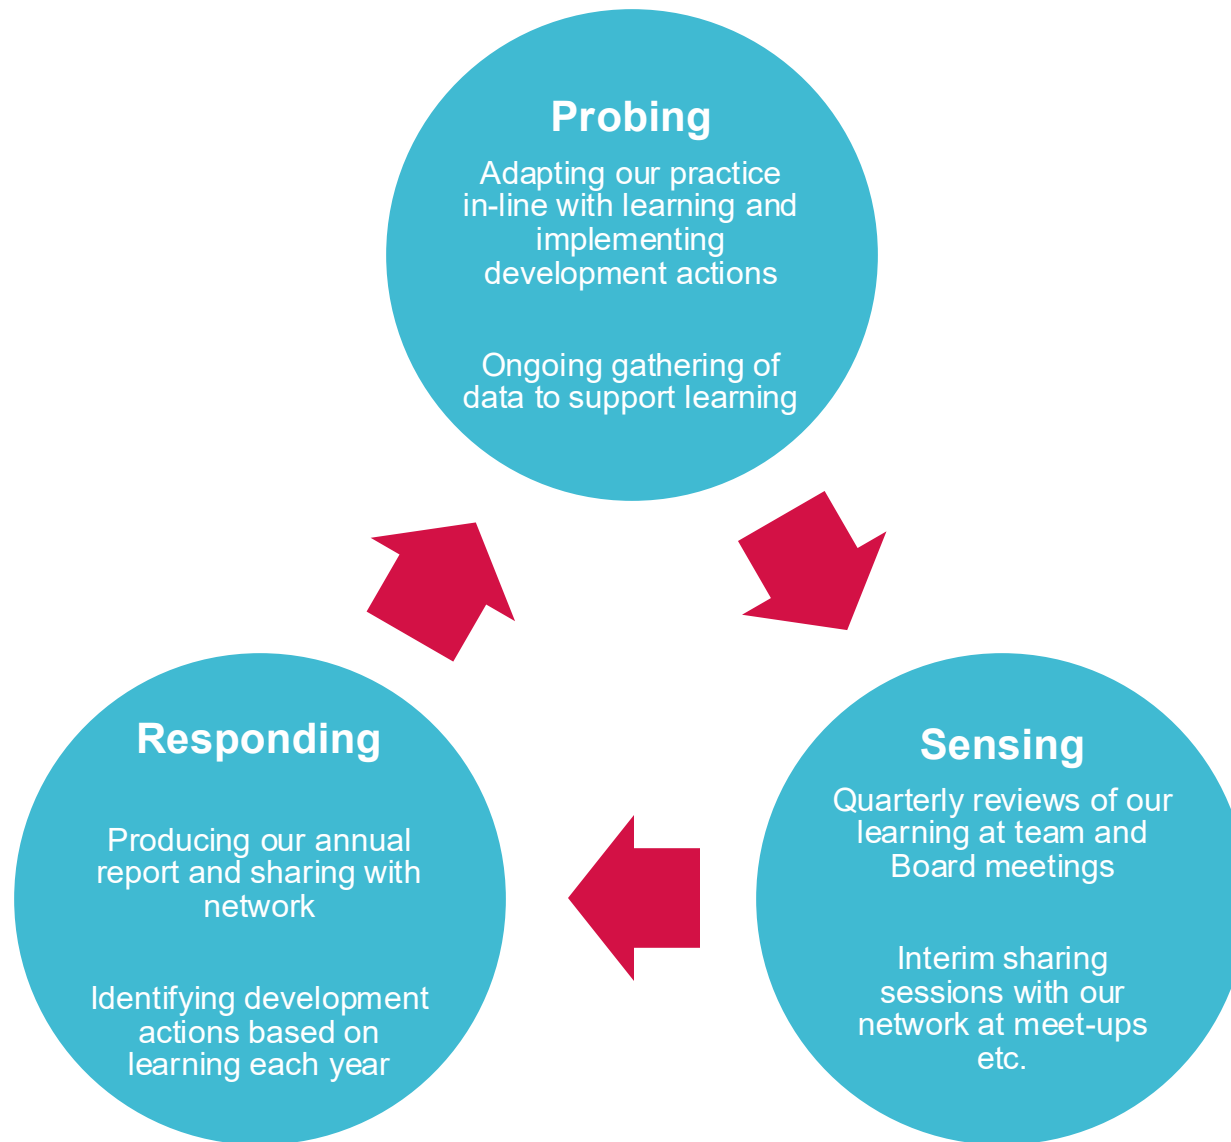 Probing
Adapting our practice
in-line with learning and
implementing
development actions
Ongoing gathering of
data to support learning
Sensing
Quarterly reviews of our
learning at team and
Board meetings
Interim sharing
sessions with our
network at meet-ups
etc.
Responding
Producing our annual
report and sharing with
network
Identifying development
actions based on
learning each year